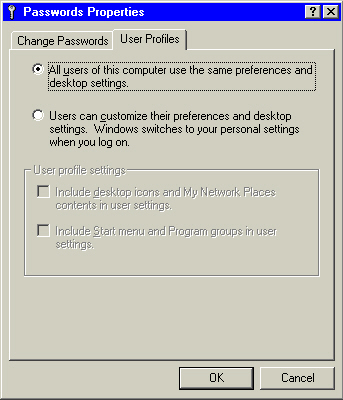 Passwords Properties
Change Passwords
User Profiles
All users of this computer use the same preferences and
desktop settings.
Users can customize their preferences and desktop
settings. Windows switches to your personal settings
when you log on.
User profile settings
Include desktop icons and My Network Places
contents in user settings.
Include Start menu and Program groups in user
settings.
OK
Cancel